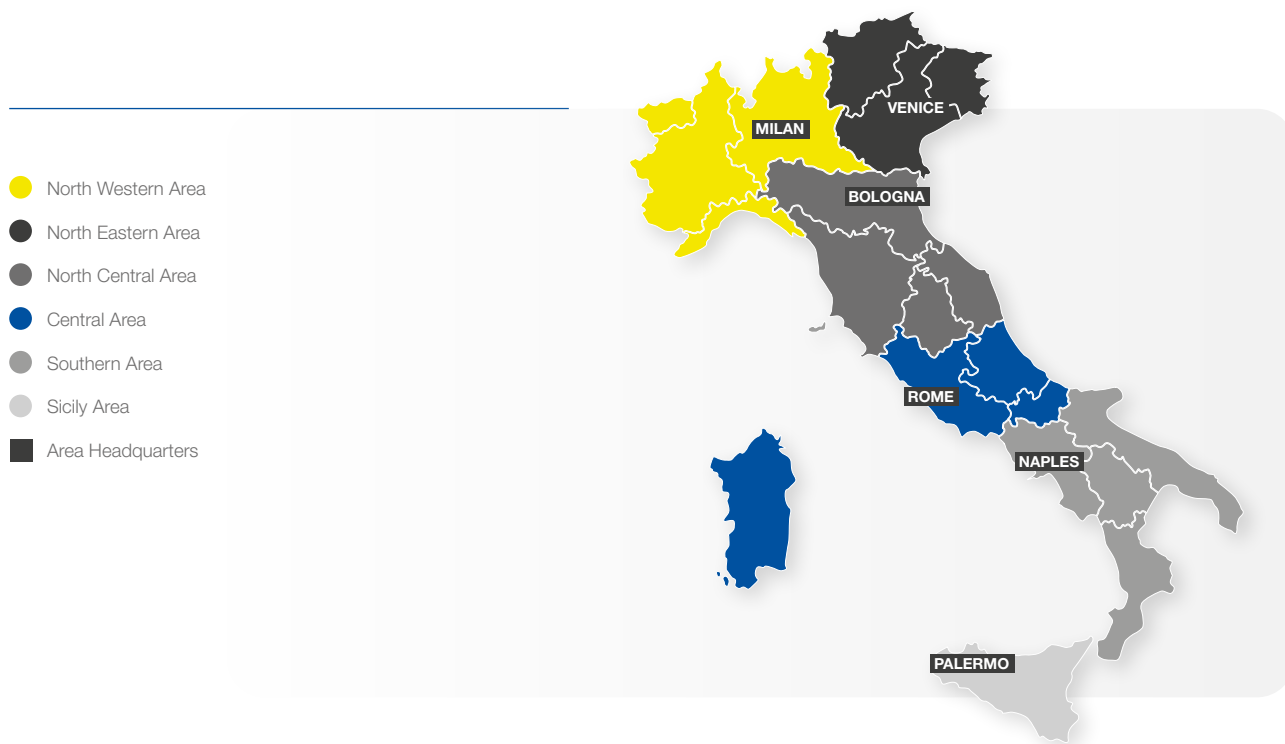 North Western Area
North Eastern Area
North Central Area
Central Area
Southern Area
Sicily Area
Area Headquarters
VENICE
MILAN
BOLOGNA
ROME
NAPLES
PALERMO